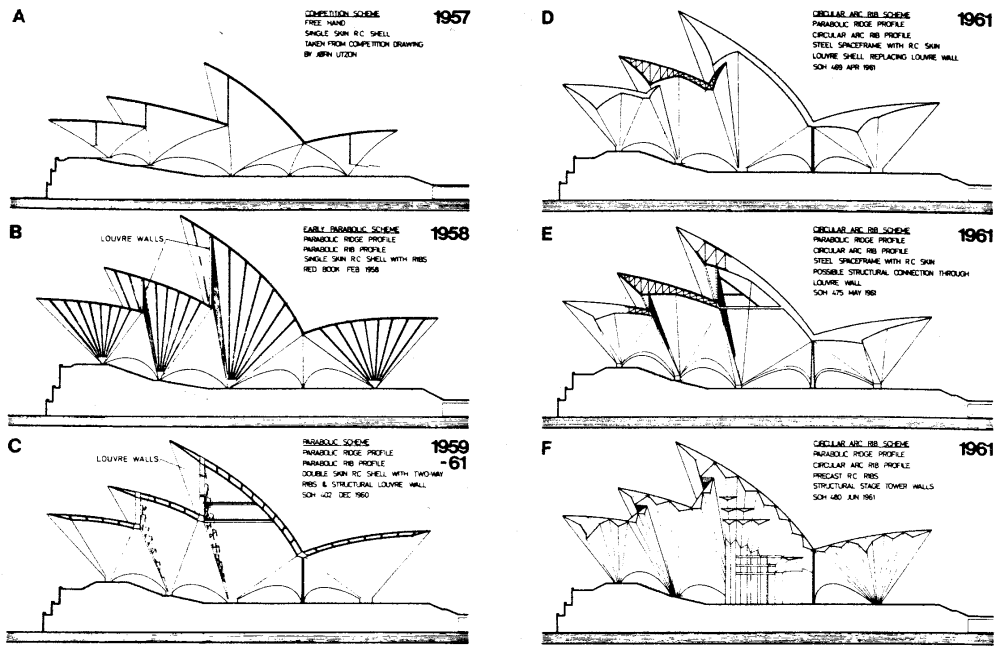 A
COMPETITION SCHEME
FREE HAND
SINGLE SKIN RC SHELL
TAKEN FROM COMPETITION DRAWING
BY JØRN UTZON
1957
B
LOUVRE WALLS
EARLY PARABOLIC SCHEME
PARABOLIC RIDGE PROFILE
PARABOLIC RIB PROFILE
SINGLE SKIN RC SHELL WITH RIBS
RED BOOK FEB 1958
1958
C
LOUVRE WALLS
PARABOLIC SCHEME
PARABOLIC RIDGE PROFILE
PARABOLIC RIB PROFILE
DOUBLE SKIN RC SHELL WITH TWO-WAY
RIBS & STRUCTURAL LOUVRE WALL
SOH 402 DEC 1960
1959
-61
D
CIRCULAR ARC RIB SCHEME
PARABOLIC RIDGE PROFILE
CIRCULAR ARC RIB PROFILE
STEEL SPACEFRAME WITH RC SKIN
LOUVRE SHELL REPLACING LOUVRE WALL
SOH 469 APR 1961
1961
E
CIRCULAR ARC RIB SCHEME
PARABOLIC RIDGE PROFILE
CIRCULAR ARC RIB PROFILE
STEEL SPACEFRAME WITH RC SKIN
POSSIBLE STRUCTURAL CONNECTION THROUGH
LOUVRE WALL
SOH 475 MAY 1961
1961
F
CIRCULAR ARC RIB SCHEME
PARABOLIC RIDGE PROFILE
CIRCULAR ARC RIB PROFILE
PRECAST RC RIBS
STRUCTURAL STAGE TOWER WALLS
SOH 480 JUN 1961
1961